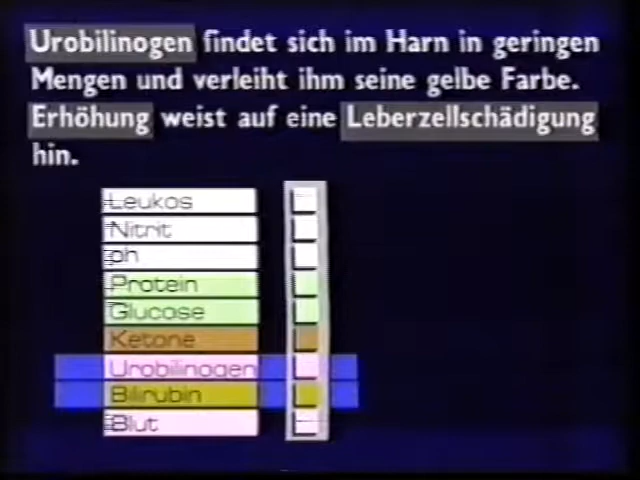 Urobilinogen findet sich im Harn in geringen
Mengen und verleiht ihm seine gelbe Farbe.
Erhöhung weist auf eine Leberzellschädigung
hin.
Leukos
Nitrit
ph
Protein
Glucose
Ketone
Urobilinogen
Bilirubin
Blut